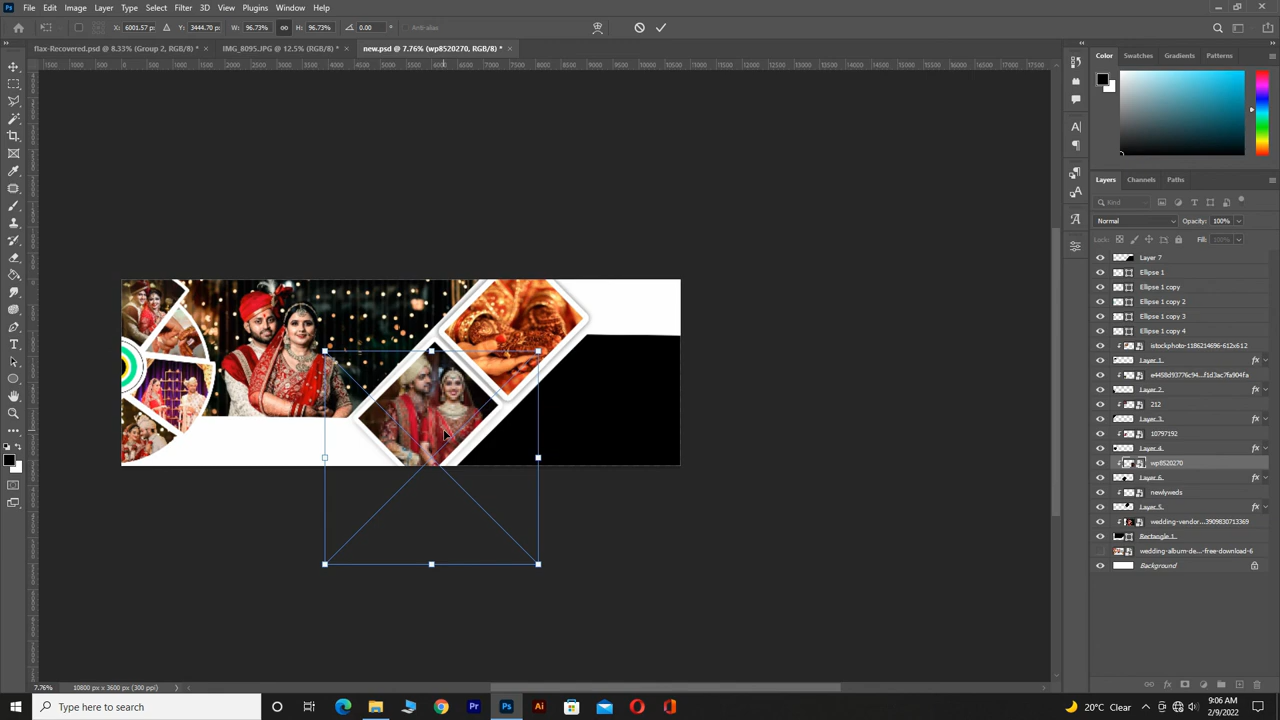 File Edit Image Layer Type Select Filter 3D View Plugins Window Help
X: 6001.57 px Y: 3444.70 px W: 96.73% H: 96.73% 0.00 ° Anti-alias
flax-Recovered.psd @ 8.33% (Group 2, RGB/8) * × IMG_8095.JPG @ 12.5% (RGB/8) * × new.psd @ 7.76% (wp8520270, RGB/8) * ×
Color Swatches Gradients Patterns
Layers Channels Paths
Kind
Normal Opacity: 100%
Lock: Fill: 100%
Layer 7
Ellipse 1
Ellipse 1 copy
Ellipse 1 copy 2
Ellipse 1 copy 3
Ellipse 1 copy 4
istockphoto-1186214696-612x612
Layer 1 fx
e4458d93776c94...f1d3ac7fa904fa
Layer 2 fx
212
Layer 3 fx
10797192
Layer 4 fx
wp8520270
Layer 6 fx
newlyweds
Layer 5 fx
wedding-vendor...3909830713369
Rectangle 1
wedding-album-de...-free-download-6
Background
7.76% 10800 px x 3600 px (300 ppi)
Type here to search
20°C Clear
9:06 AM
2/9/2022